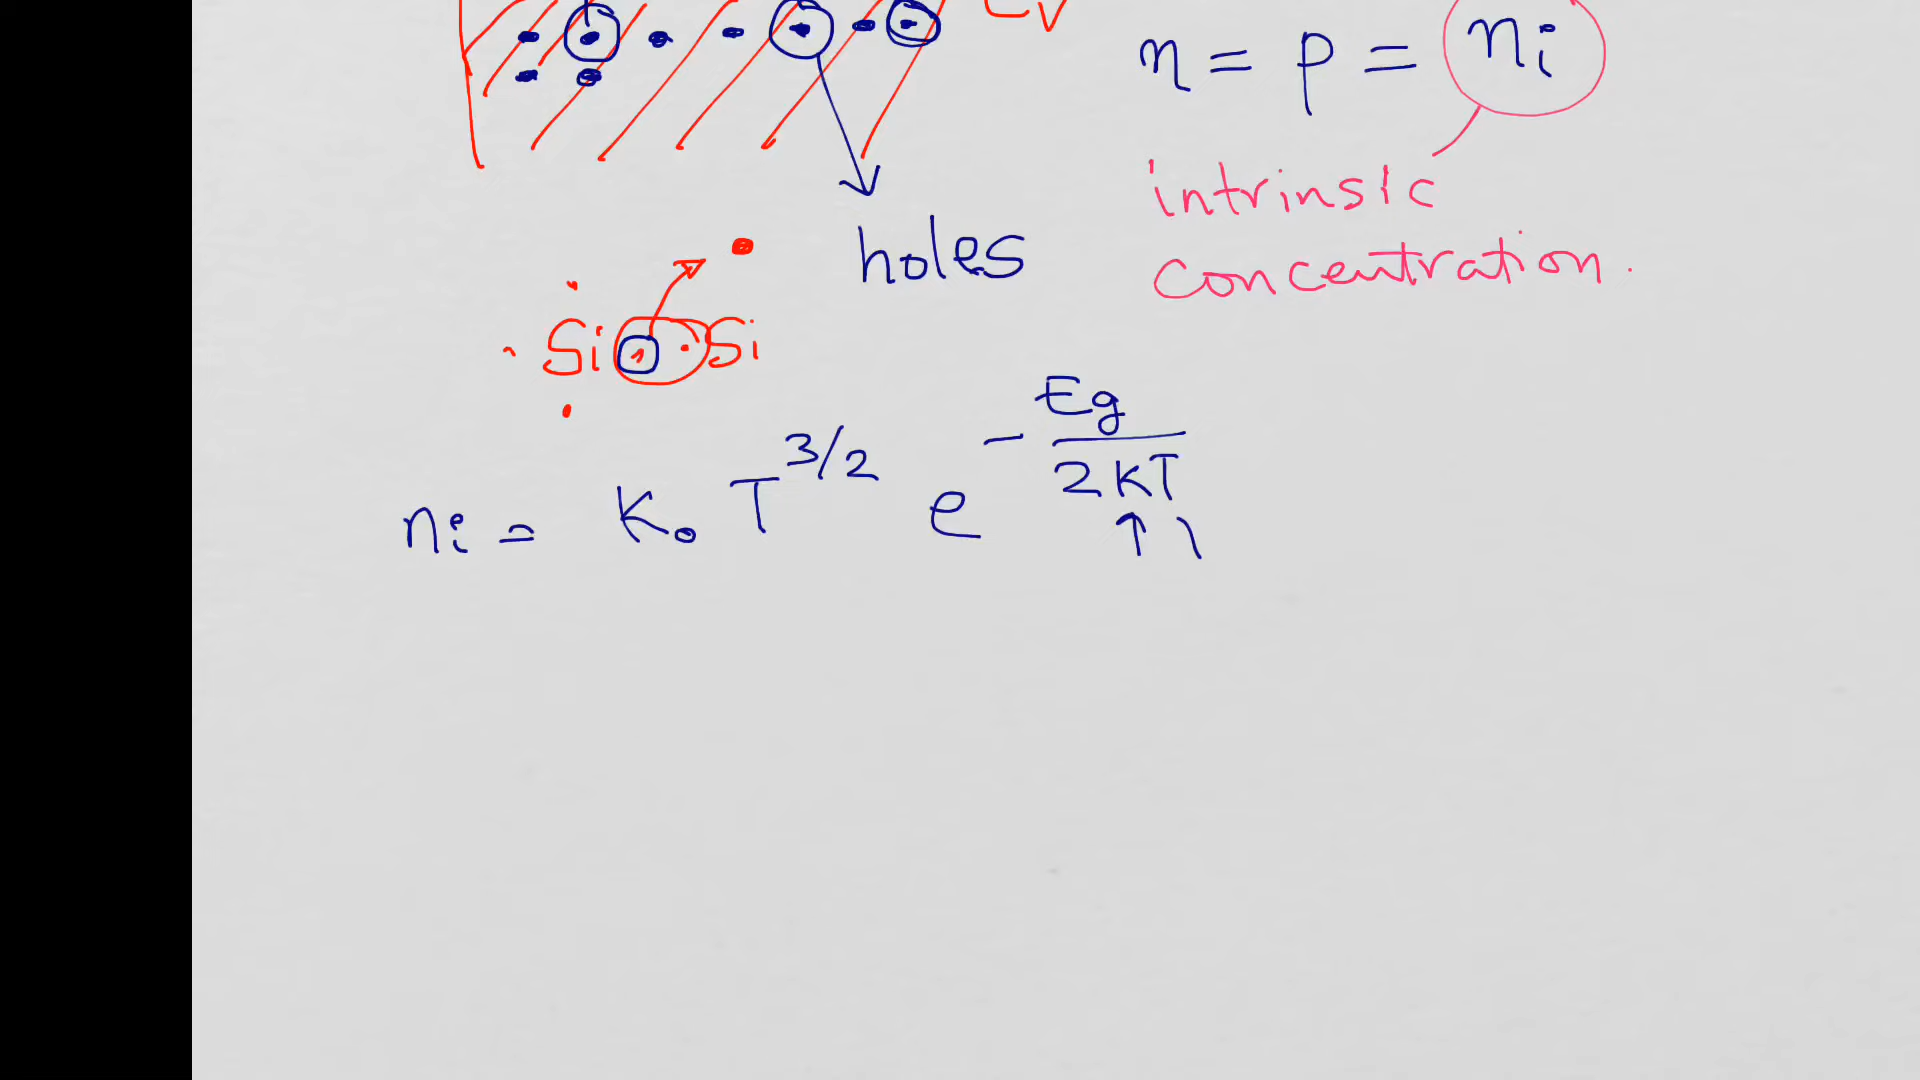 Ev
n = p = ni
intrinsic
concentration.
holes
Si Si
ni = K₀ T^3/2 e^-Eg/2KT